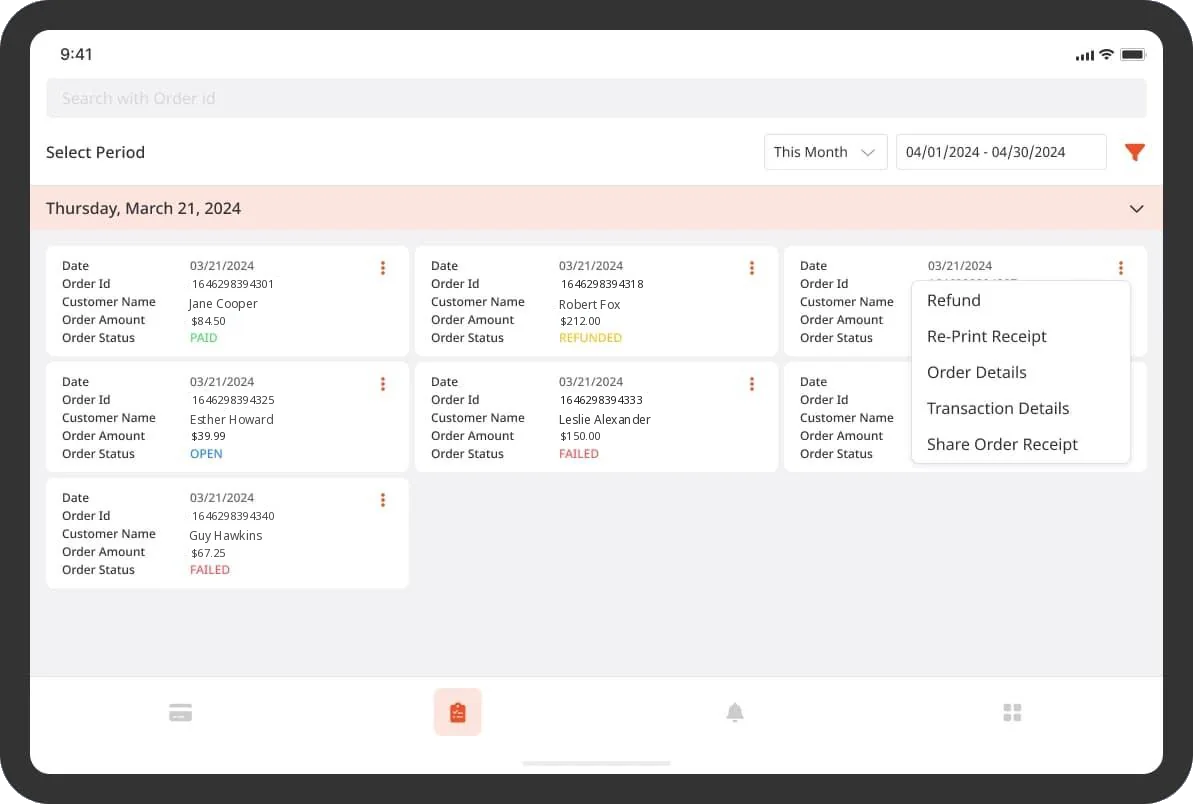 9:41
Search with Order id
Select Period
This Month
04/01/2024 - 04/30/2024
Thursday, March 21, 2024
Date 03/21/2024
Order Id 1646298394301
Customer Name Jane Cooper
Order Amount $84.50
Order Status PAID
Date 03/21/2024
Order Id 1646298394318
Customer Name Robert Fox
Order Amount $212.00
Order Status REFUNDED
Date 03/21/2024
Order Id
Customer Name
Order Amount
Order Status
Refund
Re-Print Receipt
Order Details
Transaction Details
Share Order Receipt
Date 03/21/2024
Order Id 1646298394325
Customer Name Esther Howard
Order Amount $39.99
Order Status OPEN
Date 03/21/2024
Order Id 1646298394333
Customer Name Leslie Alexander
Order Amount $150.00
Order Status FAILED
Date
Order Id
Customer Name
Order Amount
Order Status
Date 03/21/2024
Order Id 1646298394340
Customer Name Guy Hawkins
Order Amount $67.25
Order Status FAILED